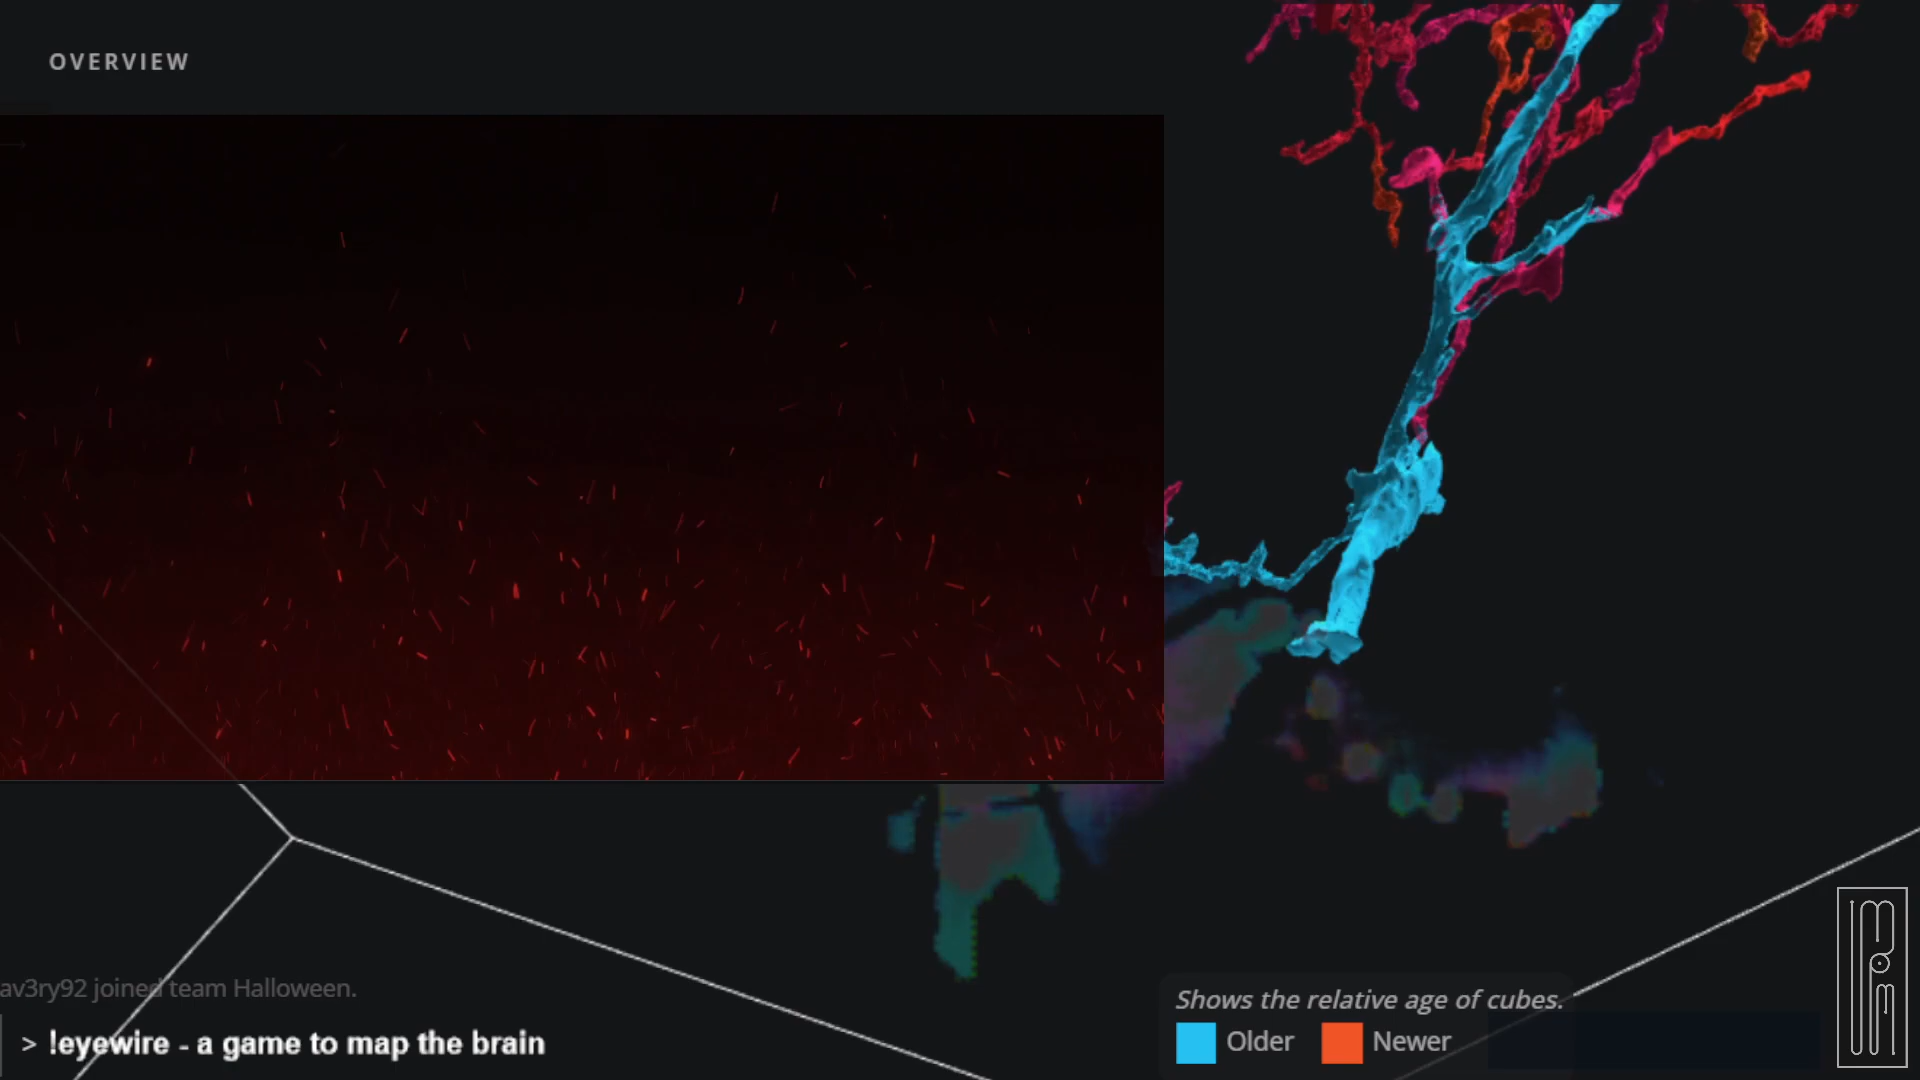 OVERVIEW
av3ry92 joined team Halloween.
> !eyewire - a game to map the brain
Shows the relative age of cubes.
Older
Newer